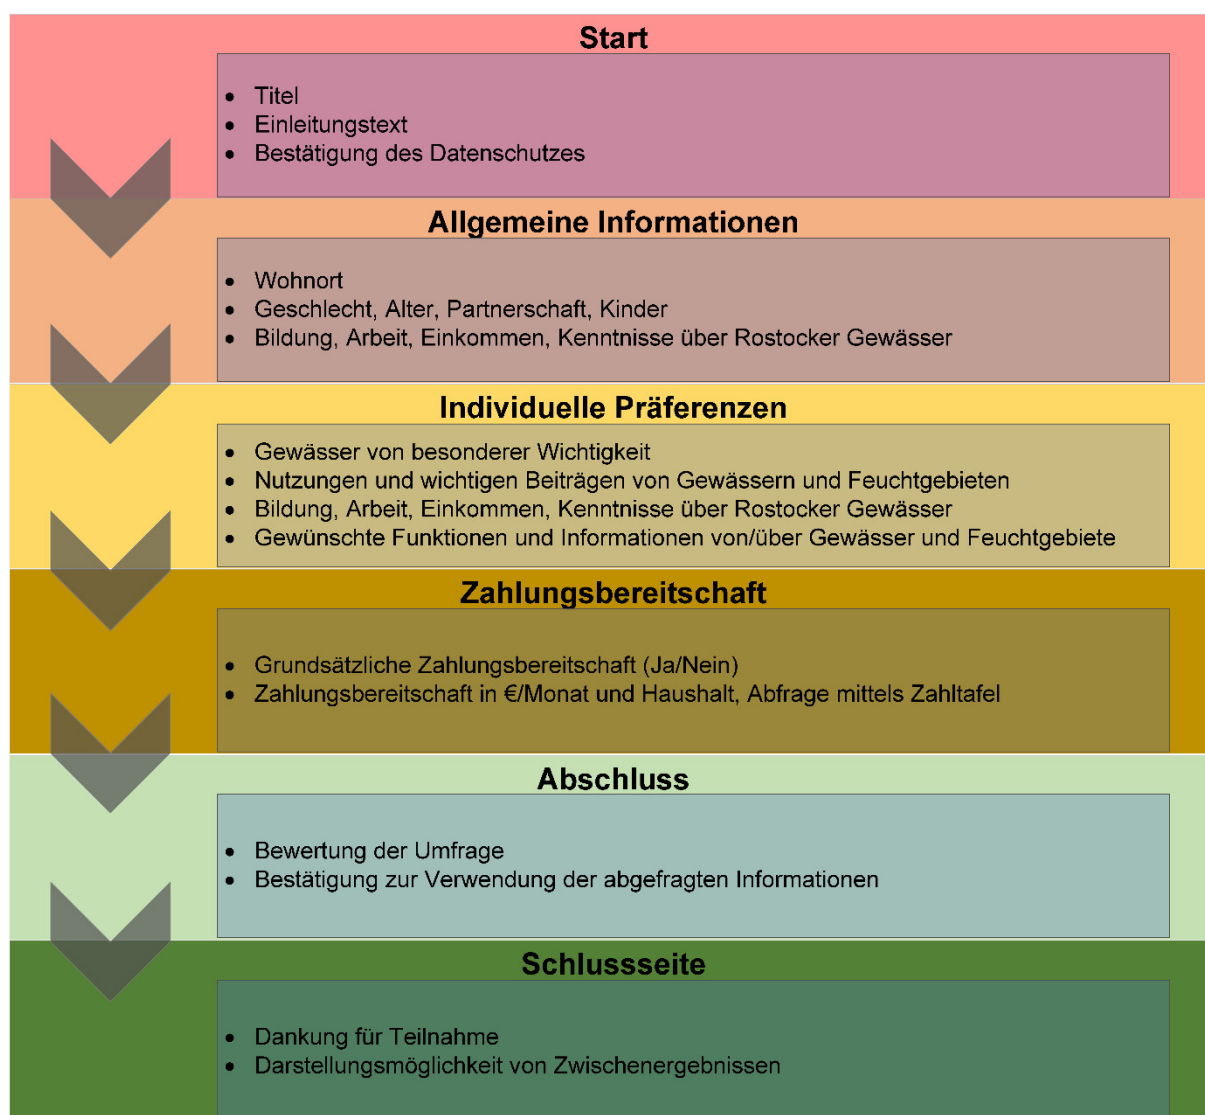 Start
• Titel
• Einleitungstext
• Bestätigung des Datenschutzes
Allgemeine Informationen
• Wohnort
• Geschlecht, Alter, Partnerschaft, Kinder
• Bildung, Arbeit, Einkommen, Kenntnisse über Rostocker Gewässer
Individuelle Präferenzen
• Gewässer von besonderer Wichtigkeit
• Nutzungen und wichtigen Beiträgen von Gewässern und Feuchtgebieten
• Bildung, Arbeit, Einkommen, Kenntnisse über Rostocker Gewässer
• Gewünschte Funktionen und Informationen von/über Gewässer und Feuchtgebiete
Zahlungsbereitschaft
• Grundsätzliche Zahlungsbereitschaft (Ja/Nein)
• Zahlungsbereitschaft in €/Monat und Haushalt, Abfrage mittels Zahltafel
Abschluss
• Bewertung der Umfrage
• Bestätigung zur Verwendung der abgefragten Informationen
Schlussseite
• Dankung für Teilnahme
• Darstellungsmöglichkeit von Zwischenergebnissen